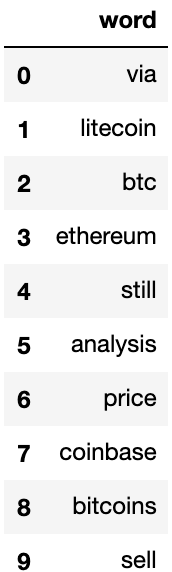 word
0 via
1 litecoin
2 btc
3 ethereum
4 still
5 analysis
6 price
7 coinbase
8 bitcoins
9 sell